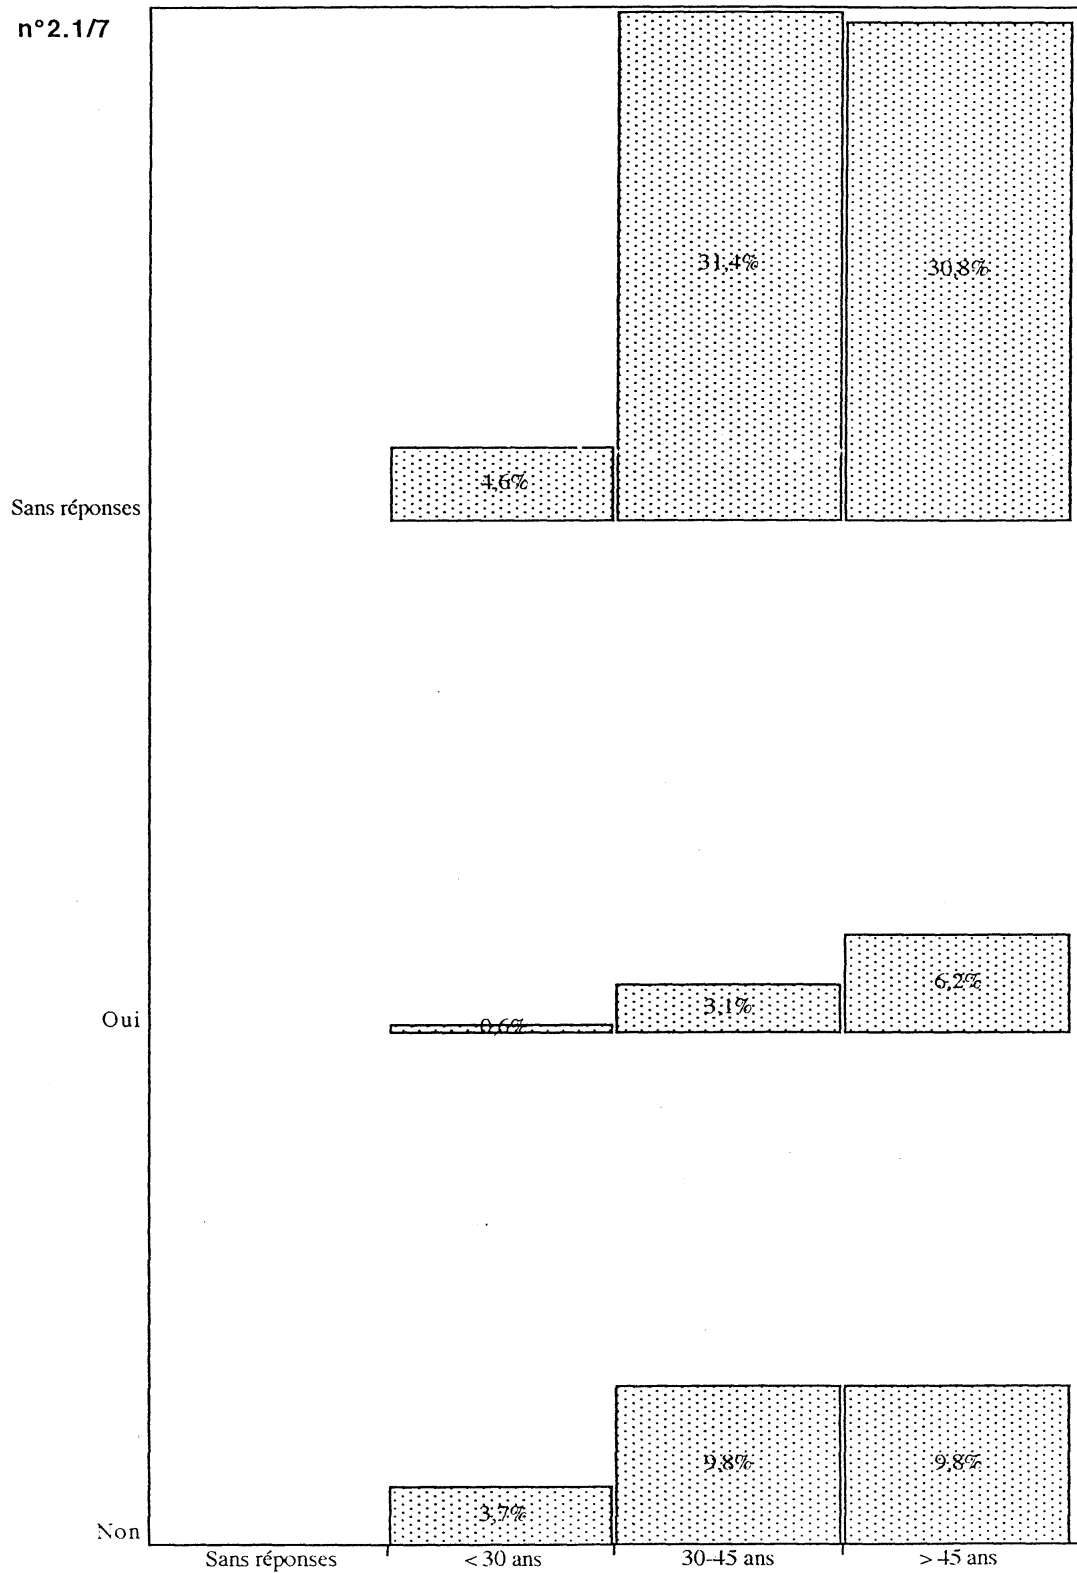 n°2.1/7
31,4%
30,8%
4,6%
Sans réponses
6,2%
3,1%
Oui
0,6%
9,8%
9,8%
3,7%
Non
Sans réponses
< 30 ans
30-45 ans
> 45 ans